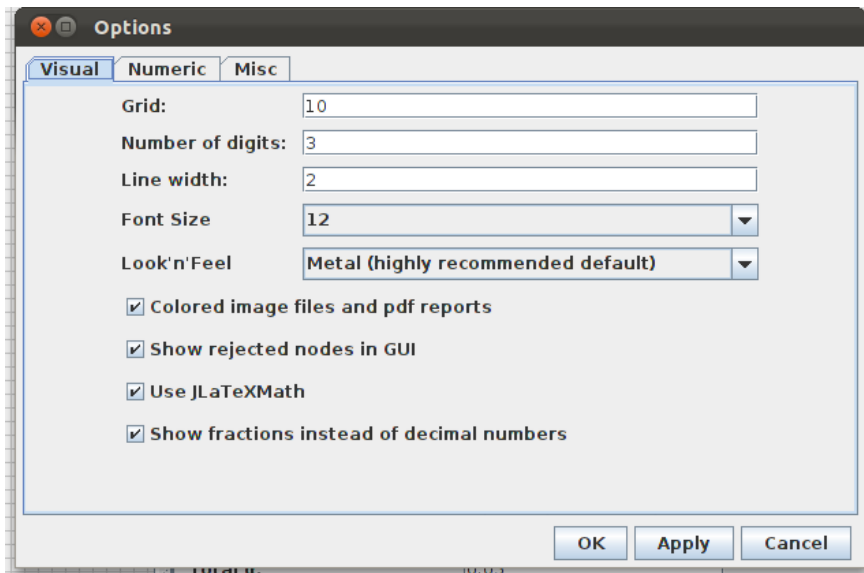 Options
Visual Numeric Misc
Grid: 10
Number of digits: 3
Line width: 2
Font Size 12
Look'n'Feel Metal (highly recommended default)
Colored image files and pdf reports
Show rejected nodes in GUI
Use JLaTeXMath
Show fractions instead of decimal numbers
OK Apply Cancel